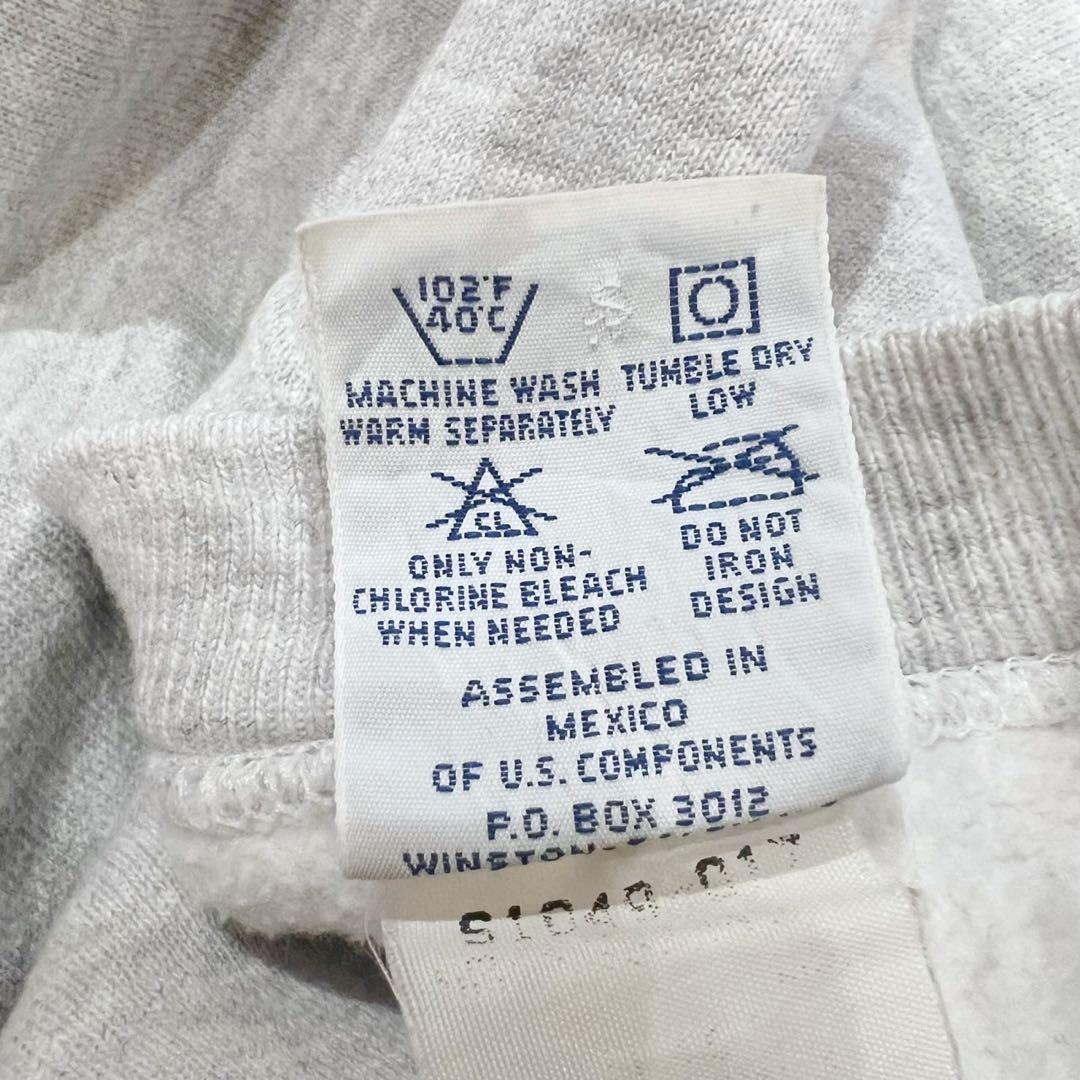 102°F
40°C
MACHINE WASH
WARM SEPARATELY
TUMBLE DRY
LOW
CL
ONLY NON-
CHLORINE BLEACH
WHEN NEEDED
DO NOT
IRON
DESIGN
ASSEMBLED IN
MEXICO
OF U.S. COMPONENTS
P.O. BOX 3012
WINSTON-